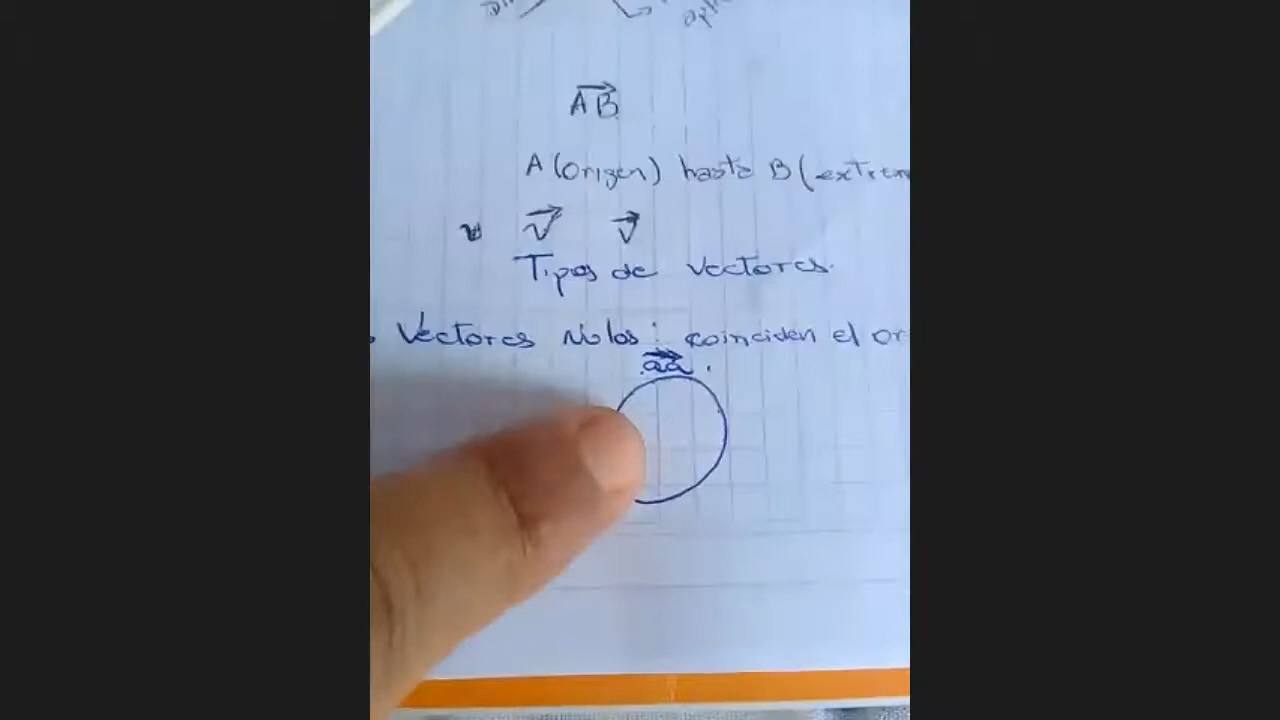 AB
A (origen) hasta B (extrem
v v
Tipos de vectores.
Vectores nulos: coinciden el or
aa